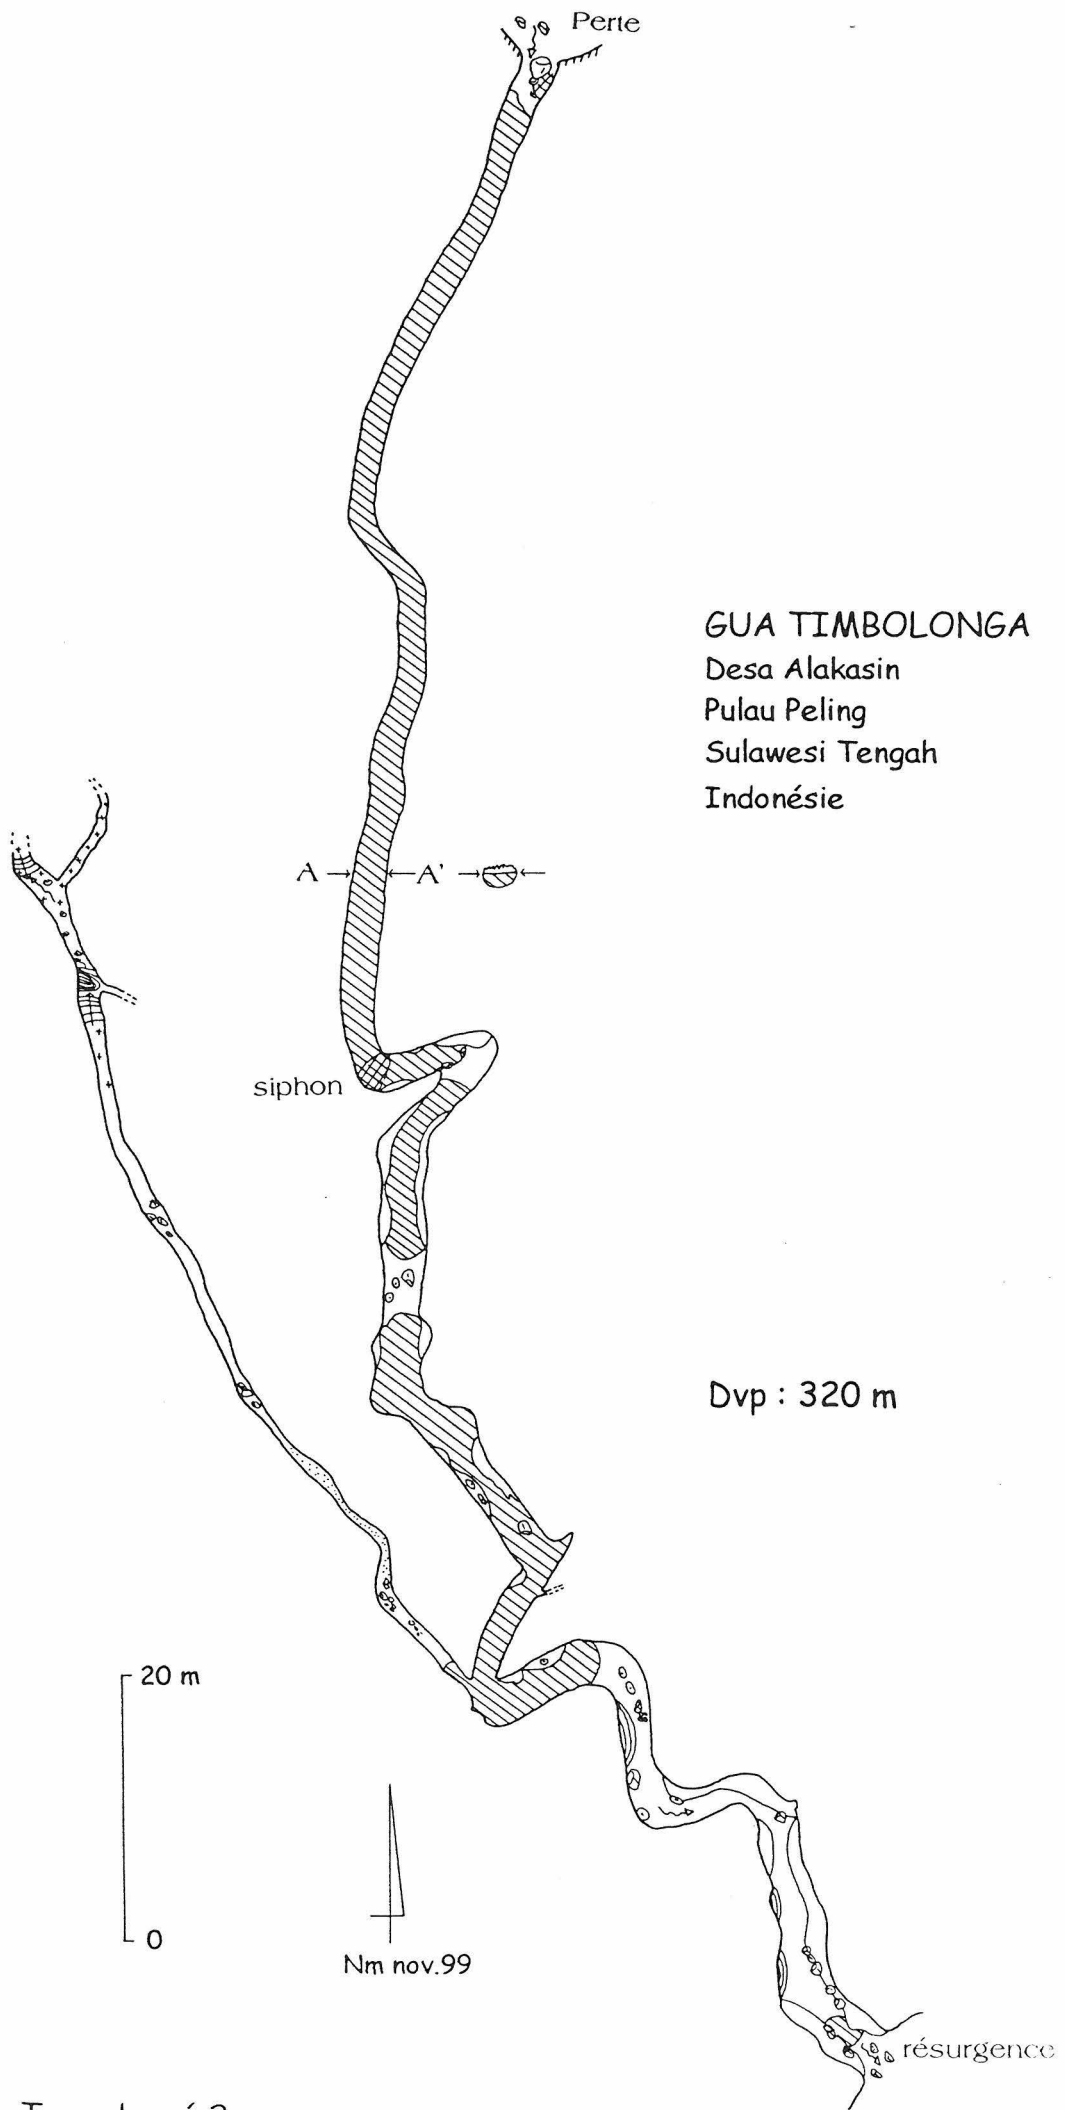 Perte
GUA TIMBOLONGA
Desa Alakasin
Pulau Peling
Sulawesi Tengah
Indonésie
A A'
siphon
Dvp : 320 m
20 m
0
Nm nov.99
résurgence